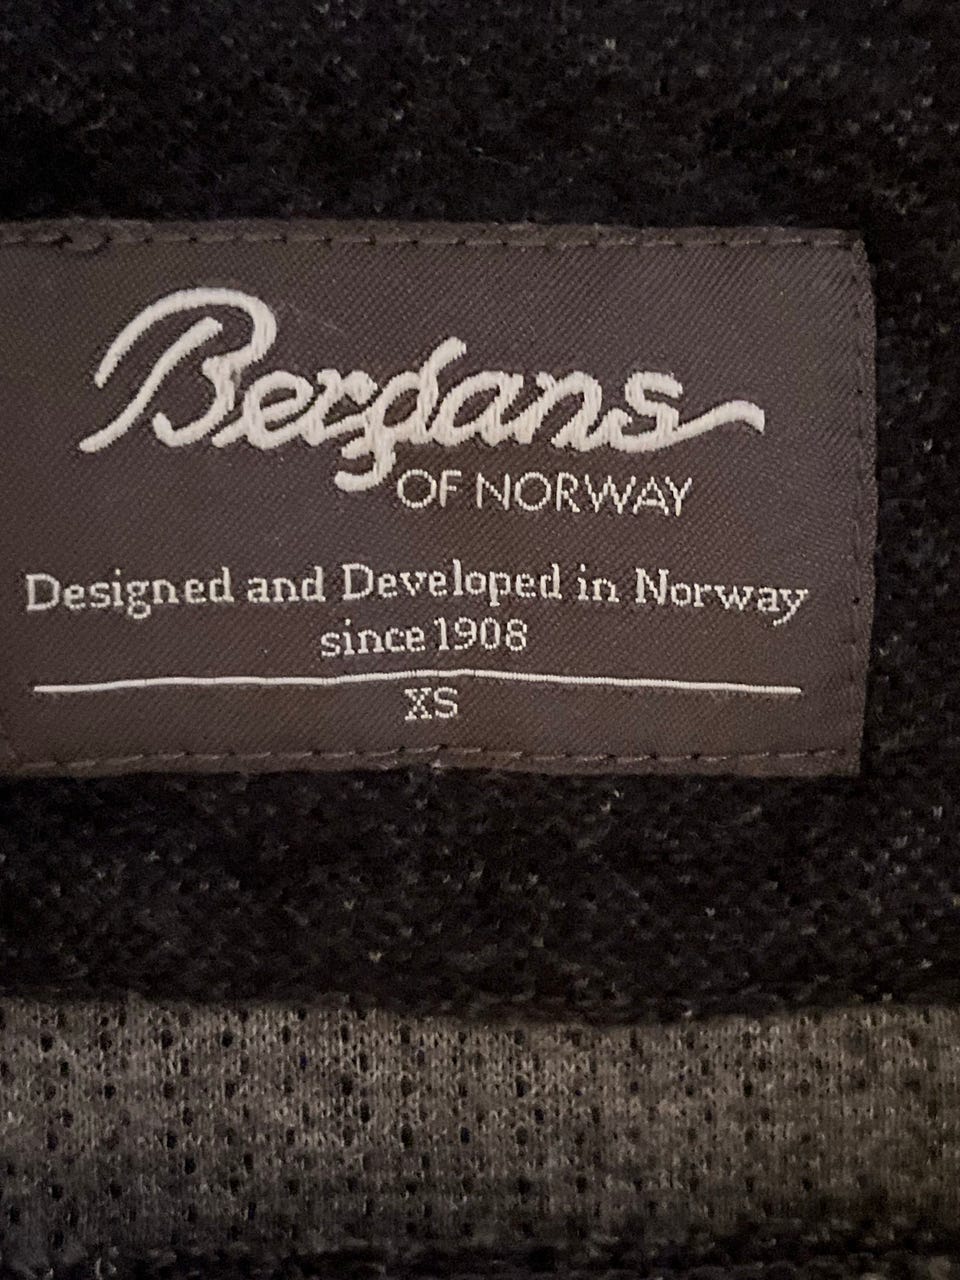 Bergans
OF NORWAY
Designed and Developed in Norway
since 1908
XS